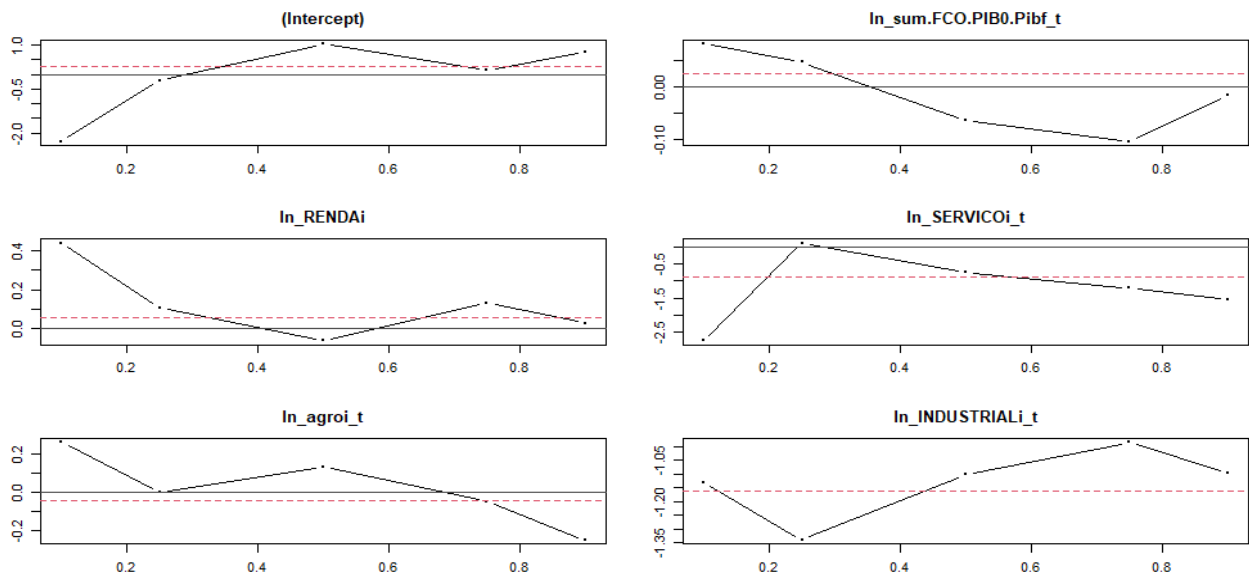 (Intercept)
1.0
-0.5
-2.0
0.2 0.4 0.6 0.8
ln_sum.FCO.PIB0.Pibf_t
0.00
-0.10
0.2 0.4 0.6 0.8
ln_RENDAi
0.4
0.2
0.0
0.2 0.4 0.6 0.8
ln_SERVICOi_t
-0.5
-1.5
-2.5
0.2 0.4 0.6 0.8
ln_agroi_t
0.2
0.0
-0.2
0.2 0.4 0.6 0.8
ln_INDUSTRIALi_t
-1.05
-1.20
-1.35
0.2 0.4 0.6 0.8